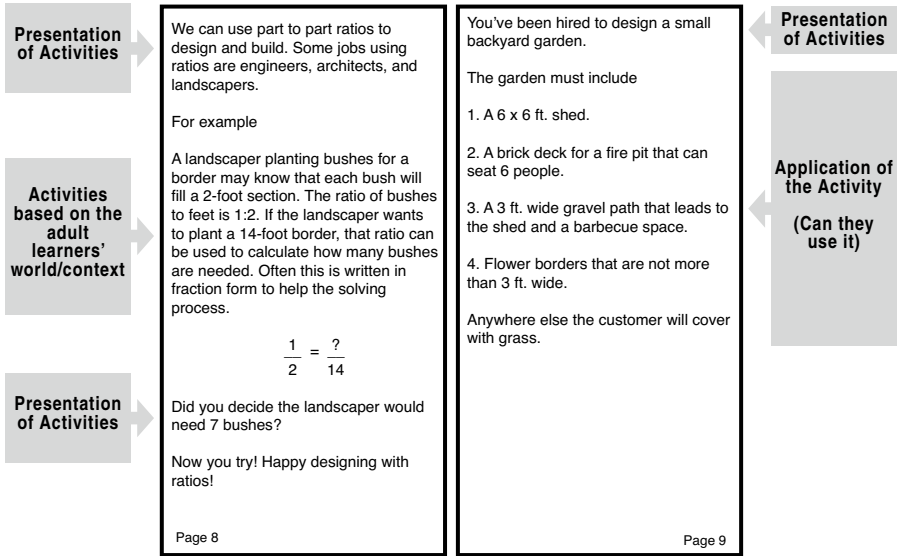 Presentation
of Activities
Activities
based on the
adult
learners’
world/context
Presentation
of Activities
We can use part to part ratios to
design and build. Some jobs using
ratios are engineers, architects, and
landscapers.
For example
A landscaper planting bushes for a
border may know that each bush will
fill a 2-foot section. The ratio of bushes
to feet is 1:2. If the landscaper wants
to plant a 14-foot border, that ratio can
be used to calculate how many bushes
are needed. Often this is written in
fraction form to help the solving
process.
1 = ?
2 14
Did you decide the landscaper would
need 7 bushes?
Now you try! Happy designing with
ratios!
Page 8
You’ve been hired to design a small
backyard garden.
The garden must include
1. A 6 x 6 ft. shed.
2. A brick deck for a fire pit that can
seat 6 people.
3. A 3 ft. wide gravel path that leads to
the shed and a barbecue space.
4. Flower borders that are not more
than 3 ft. wide.
Anywhere else the customer will cover
with grass.
Page 9
Presentation
of Activities
Application of
the Activity
(Can they
use it)